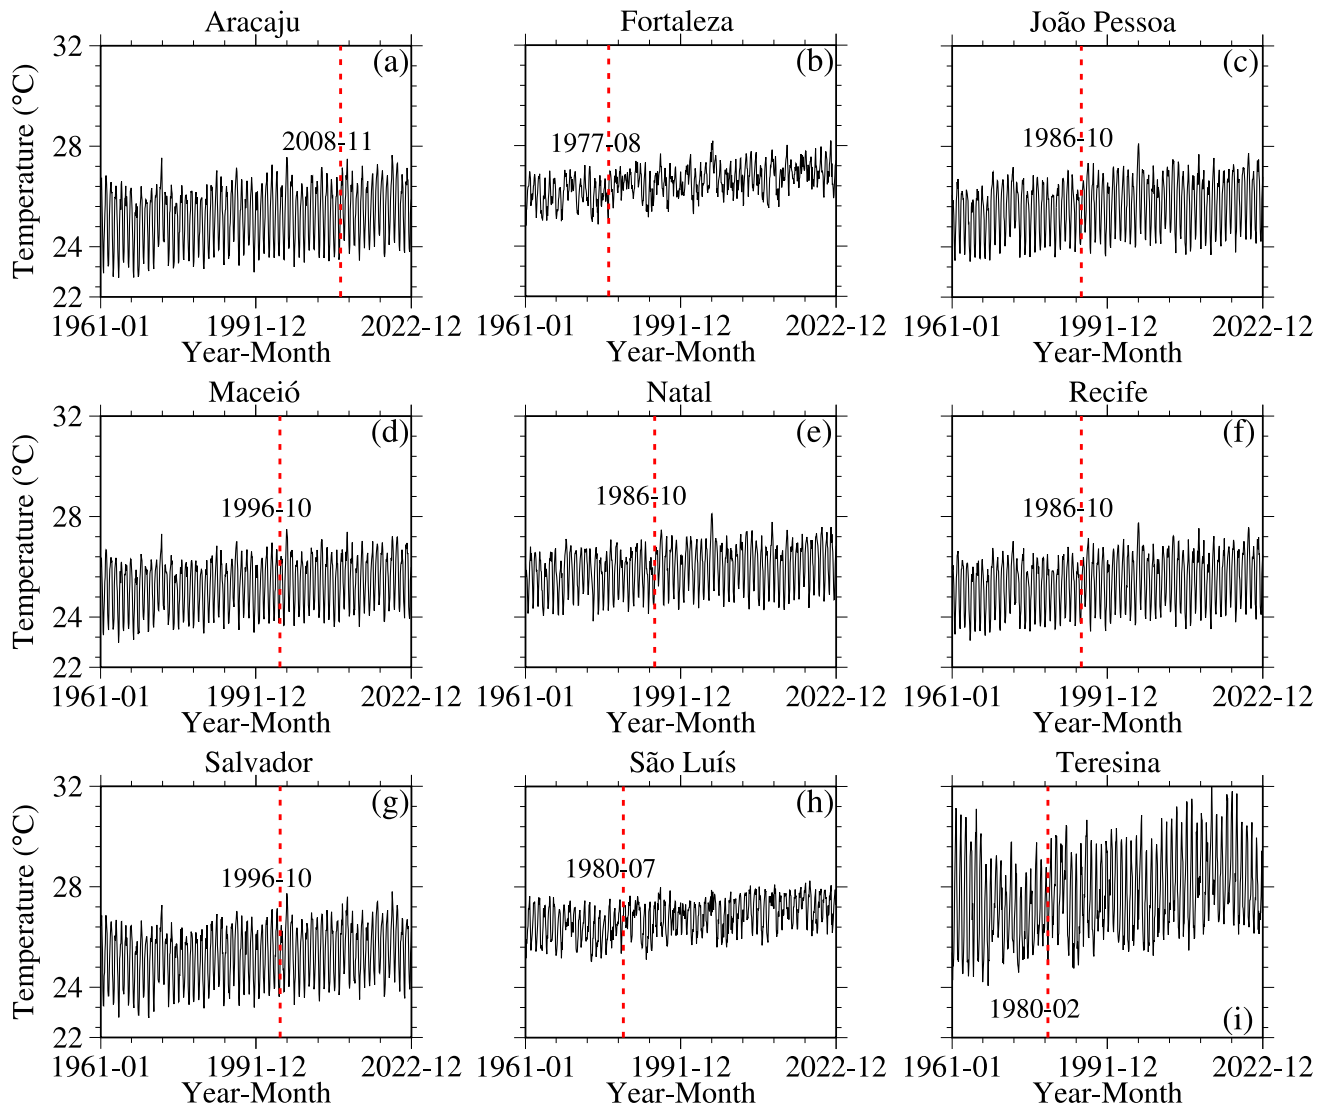 Aracaju
Fortaleza
João Pessoa
Temperature (°C)
32
28
24
22
(a)
2008-11
(b)
1977-08
(c)
1986-10
1961-01 1991-12 2022-12
1961-01 1991-12 2022-12
1961-01 1991-12 2022-12
Year-Month
Year-Month
Year-Month
Maceió
Natal
Recife
Temperature (°C)
32
28
24
22
(d)
1996-10
(e)
1986-10
(f)
1986-10
1961-01 1991-12 2022-12
1961-01 1991-12 2022-12
1961-01 1991-12 2022-12
Year-Month
Year-Month
Year-Month
Salvador
São Luís
Teresina
Temperature (°C)
32
28
24
22
(g)
1996-10
(h)
1980-07
1980-02
(i)
1961-01 1991-12 2022-12
1961-01 1991-12 2022-12
1961-01 1991-12 2022-12
Year-Month
Year-Month
Year-Month